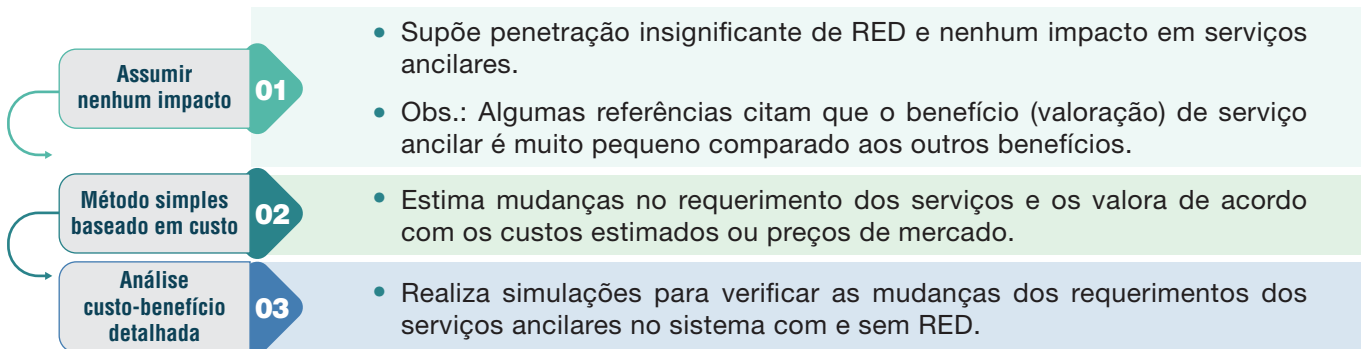 Assumir
nenhum impacto
01
• Supõe penetração insignificante de RED e nenhum impacto em serviços
ancilares.
• Obs.: Algumas referências citam que o benefício (valoração) de serviço
ancilar é muito pequeno comparado aos outros benefícios.
Método simples
baseado em custo
02
• Estima mudanças no requerimento dos serviços e os valora de acordo
com os custos estimados ou preços de mercado.
Análise
custo-benefício
detalhada
03
• Realiza simulações para verificar as mudanças dos requerimentos dos
serviços ancilares no sistema com e sem RED.